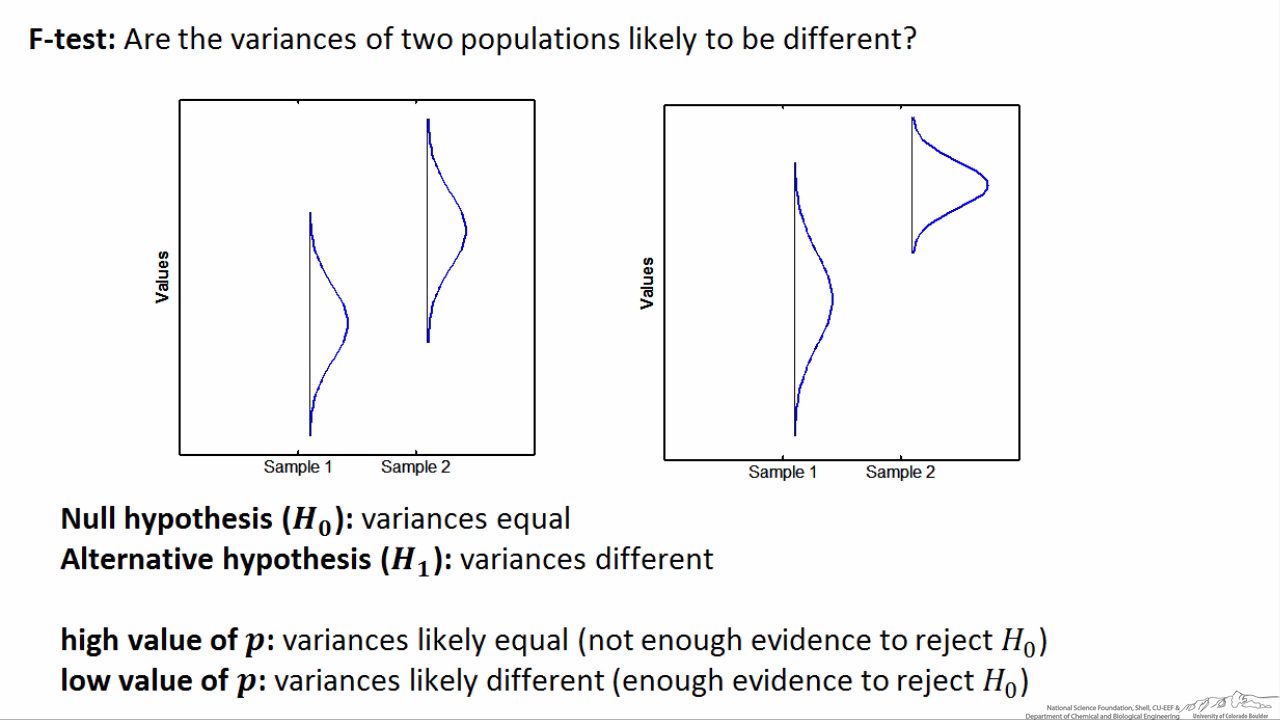 F-test: Are the variances of two populations likely to be different?
Values
Sample 1 Sample 2
Values
Sample 1 Sample 2
Null hypothesis (H₀): variances equal
Alternative hypothesis (H₁): variances different
high value of p: variances likely equal (not enough evidence to reject H₀)
low value of p: variances likely different (enough evidence to reject H₀)
National Science Foundation, Shell, CU-EEF &
Department of Chemical and Biological Engineering
University of Colorado Boulder